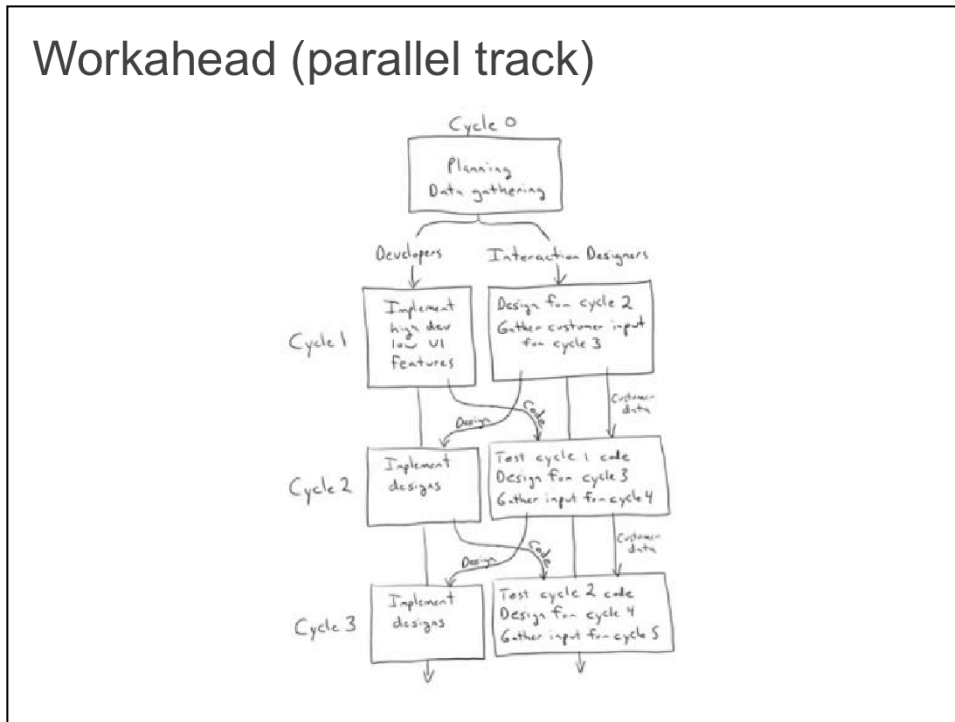 Workahead (parallel track)
Cycle 0
Planning
Data gathering
Developers
Interaction Designers
Cycle 1
Implement
high dev
low UI
features
Design for cycle 2
Gather customer input
for cycle 3
Design
Code
Customer
data
Cycle 2
Implement
designs
Test cycle 1 code
Design for cycle 3
Gather input for cycle 4
Design
Code
Customer
data
Cycle 3
Implement
designs
Test cycle 2 code
Design for cycle 4
Gather input for cycle 5